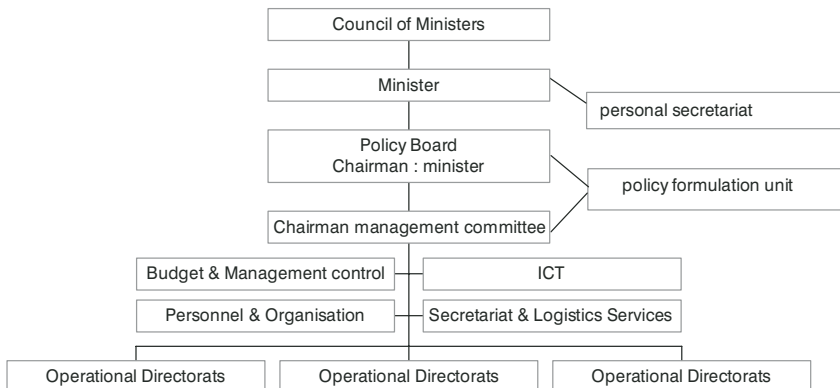 Council of Ministers
Minister
personal secretariat
Policy Board
Chairman : minister
policy formulation unit
Chairman management committee
Budget & Management control
ICT
Personnel & Organisation
Secretariat & Logistics Services
Operational Directorats
Operational Directorats
Operational Directorats